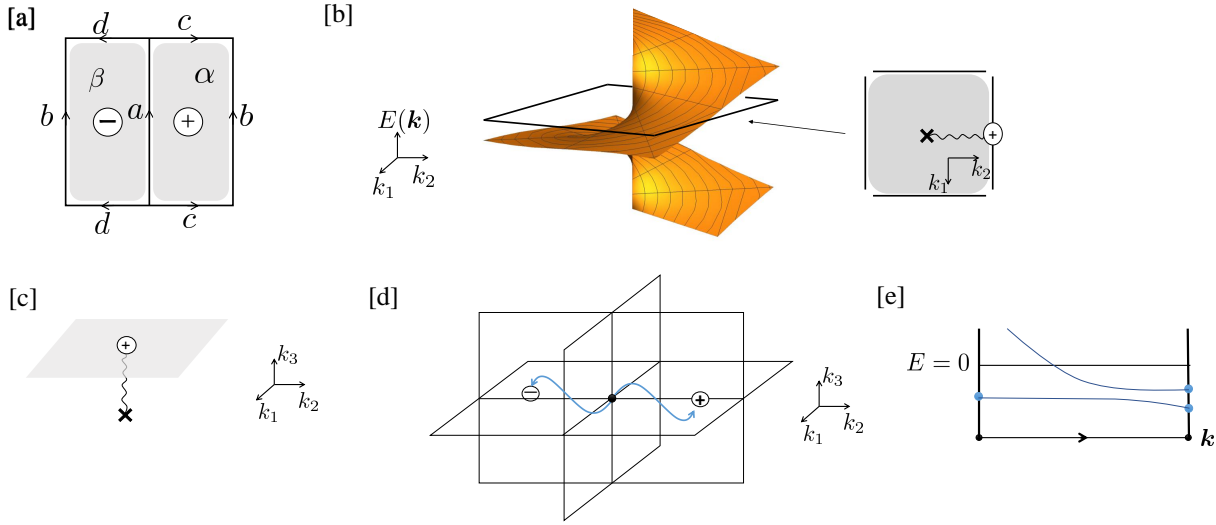 [a]
d c
β α
b − a + b
d c
[b]
E(k)
k₁ k₂
+
k₁ k₂
[c]
+
k₃
k₁ k₂
[d]
− +
k₃
k₁ k₂
[e]
E = 0
k